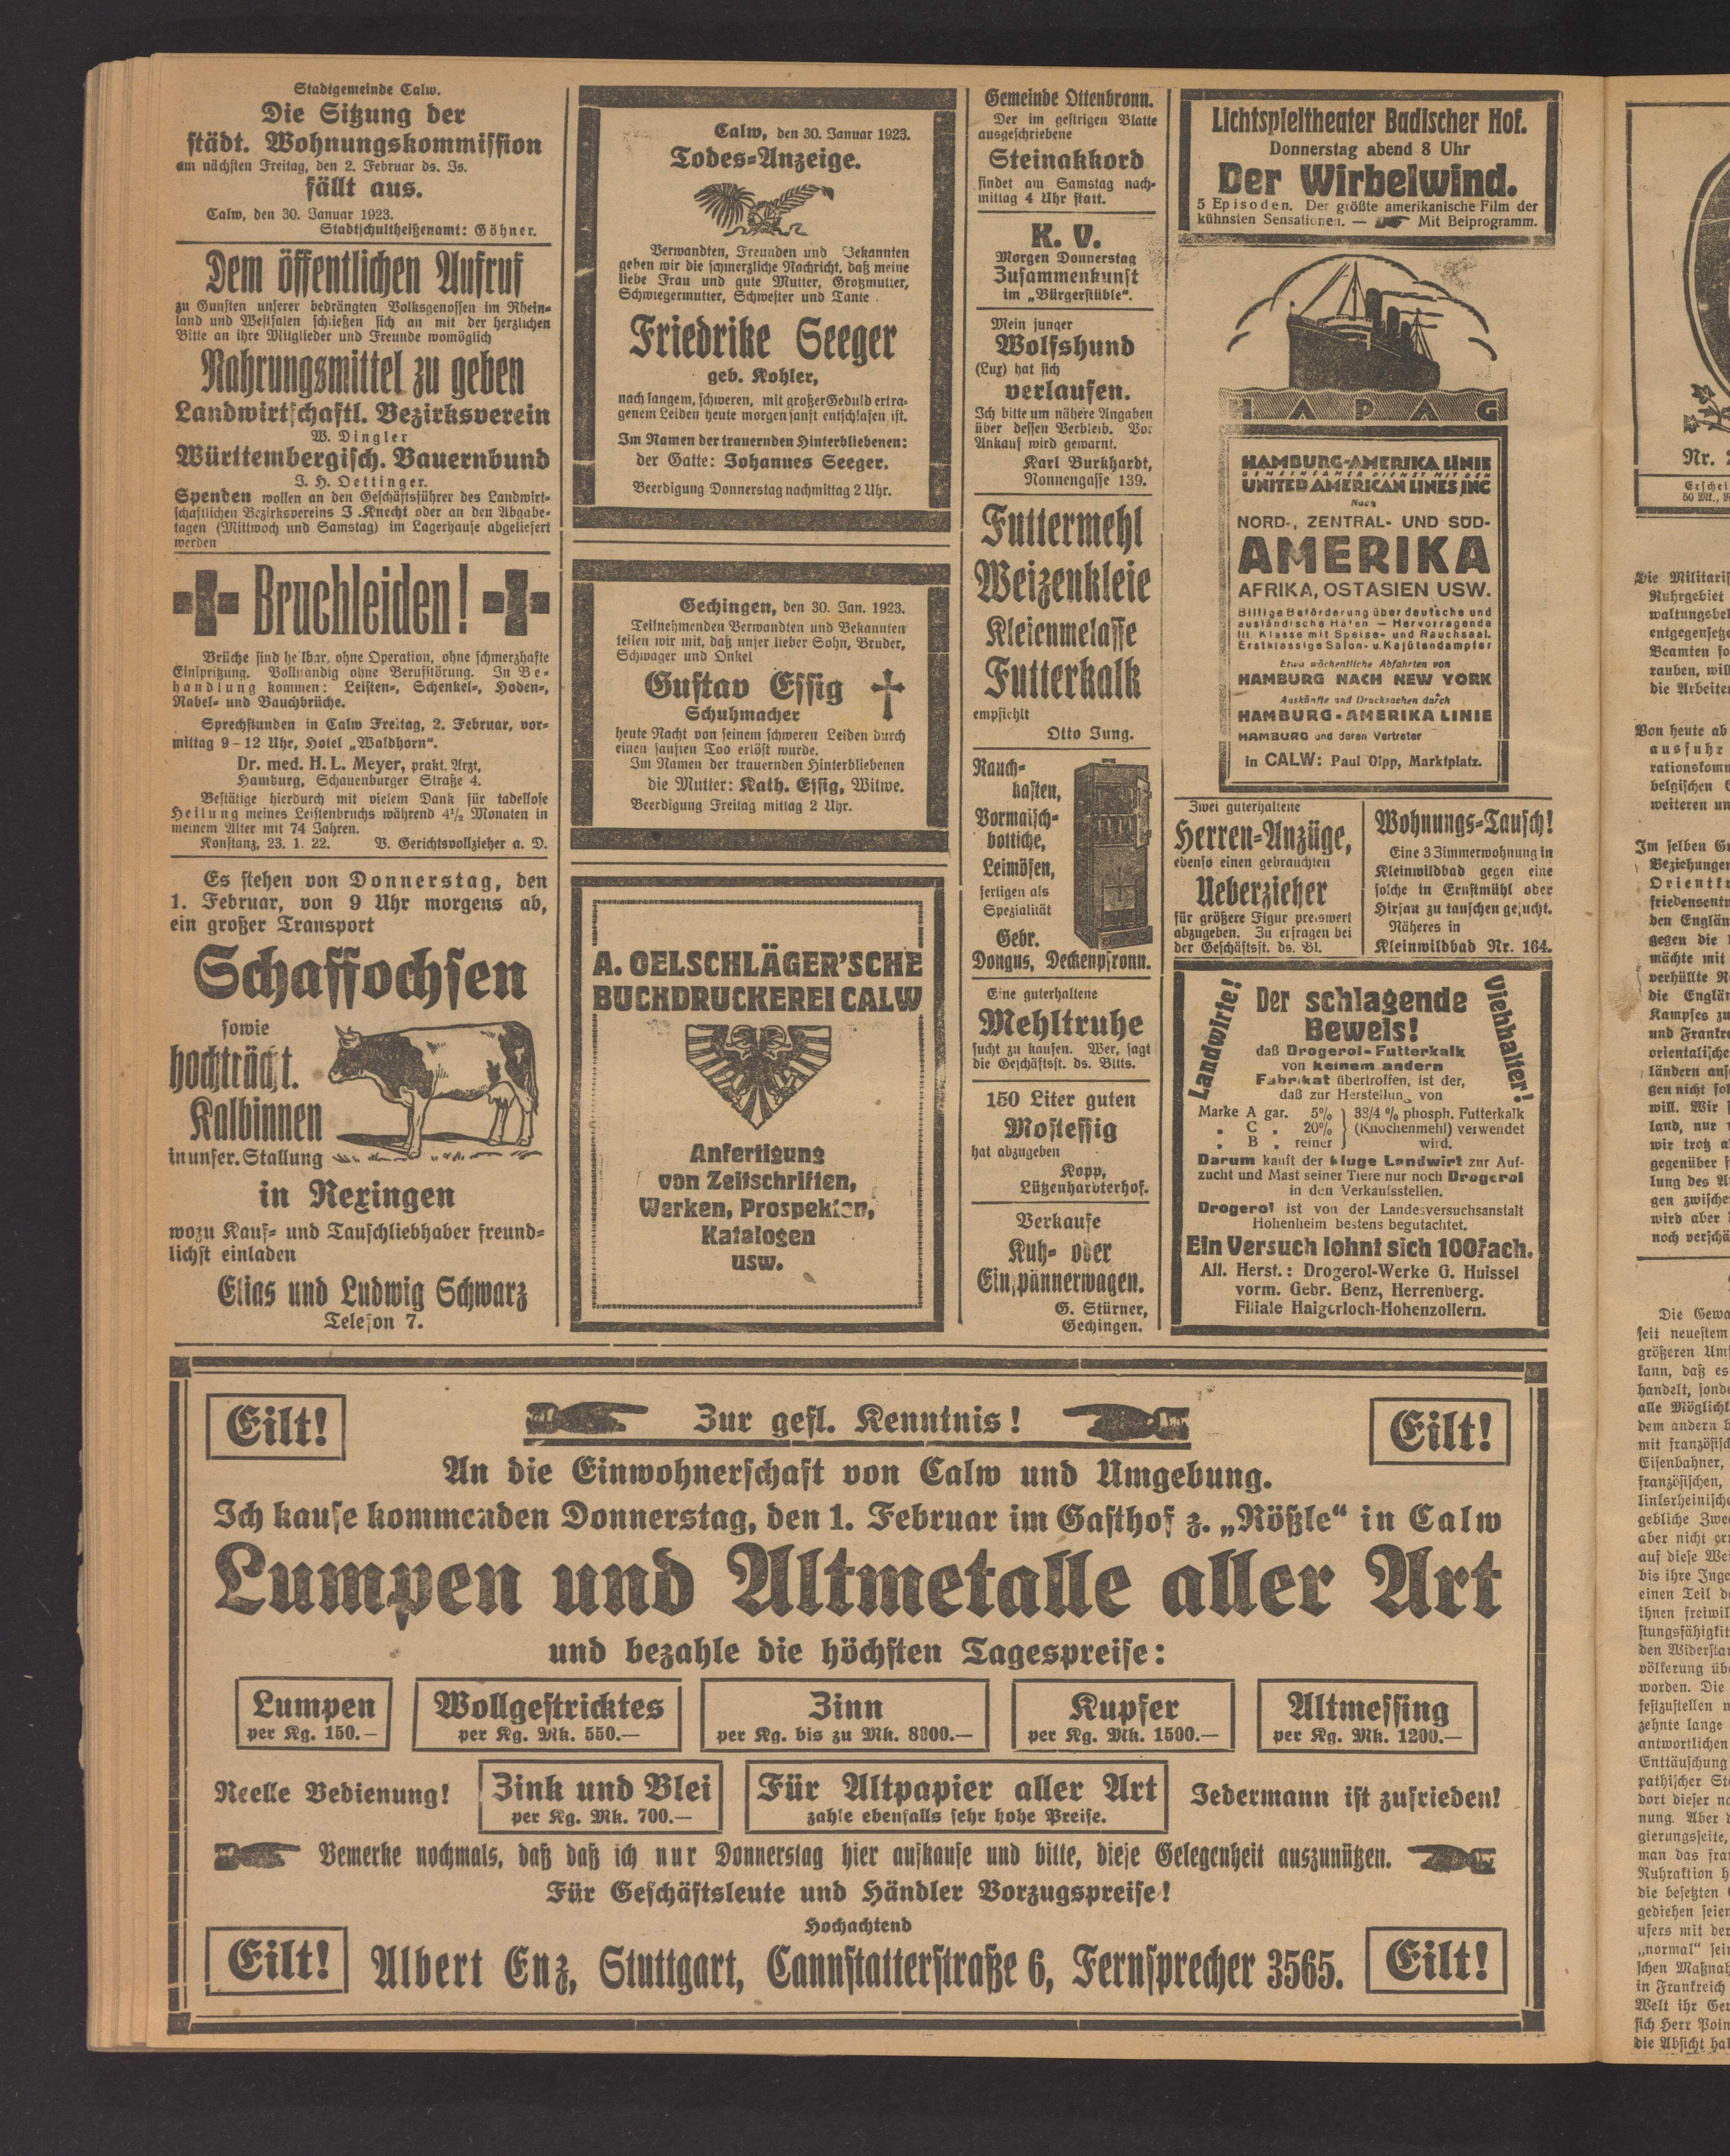 Stadtgemeinde Calw.
Die Sitzung der
städt. Wohnungskommission
am nächsten Freitag, den 2. Februar ds. Js.
fällt aus.
Calw, den 30. Januar 1923.
Stadtschultheißenamt: Göhner.
Dem öffentlichen Aufruf
zu Gunsten unserer bedrängten Volksgenossen im Rhein-
land und Westfalen schließen sich an mit der herzlichen
Bitte an ihre Mitglieder und Freunde womöglich
Nahrungsmittel zu geben
Landwirtschaftl. Bezirksverein
W. Dingler
Württembergisch. Bauernbund
J. H. Oettinger.
Spenden wollen an den Geschäftsführer des Landwirt-
schaftlichen Bezirksvereins J. Knecht oder an den Abgabe-
tagen (Mittwoch und Samstag) im Lagerhause abgeliefert
werden
Bruchleiden!
Brüche sind heilbar, ohne Operation, ohne schmerzhafte
Einspritzung. Vollständig ohne Berufstörung. In Be-
handlung kommen: Leisten-, Schenkel-, Hoden-,
Nabel- und Bauchbrüche.
Sprechstunden in Calw Freitag, 2. Februar, vor-
mittag 9–12 Uhr, Hotel „Waldhorn“.
Dr. med. H. L. Meyer, prakt. Arzt,
Hamburg, Schauenburger Straße 4.
Bestätige hierdurch mit vielem Dank für tadellose
Heilung meines Leistenbruchs während 4½ Monaten in
meinem Alter mit 74 Jahren.
Konstanz, 23. 1. 22. V. Gerichtsvollzieher a. D.
Es stehen von Donnerstag, den
1. Februar, von 9 Uhr morgens ab,
ein großer Transport
Schaffochsen
sowie
hochträcht.
Kalbinnen
in unser. Stallung
in Rexingen
wozu Kauf- und Tauschliebhaber freund-
lichst einladen
Elias und Ludwig Schwarz
Telefon 7.
Calw, den 30. Januar 1923.
Todes-Anzeige.
Verwandten, Freunden und Bekannten
geben wir die schmerzliche Nachricht, daß meine
liebe Frau und gute Mutter, Großmutter,
Schwiegermutter, Schwester und Tante
Friedrike Seeger
geb. Kohler,
nach langem, schweren, mit großer Geduld ertra-
genem Leiden heute morgen sanft entschlafen ist.
Im Namen der trauernden Hinterbliebenen:
der Gatte: Johannes Seeger.
Beerdigung Donnerstag nachmittag 2 Uhr.
Gechingen, den 30. Jan. 1923.
Teilnehmenden Verwandten und Bekannten
teilen wir mit, daß unser lieber Sohn, Bruder,
Schwager und Onkel
Gustav Essig
Schuhmacher
heute Nacht von seinem schweren Leiden durch
einen sanften Tod erlöst wurde.
Im Namen der trauernden Hinterbliebenen
die Mutter: Kath. Essig, Witwe.
Beerdigung Freitag mittag 2 Uhr.
A. OELSCHLÄGER'SCHE
BUCHDRUCKEREI CALW
Anfertigung
von Zeitschriften,
Werken, Prospekten,
Katalogen
usw.
Gemeinde Ottenbronn.
Der im gestrigen Blatte
ausgeschriebene
Steinakkord
findet am Samstag nach-
mittag 4 Uhr statt.
K. V.
Morgen Donnerstag
Zusammenkunft
im „Bürgerstüble“.
Mein junger
Wolfshund
(Lux) hat sich
verlaufen.
Ich bitte um nähere Angaben
über dessen Verbleib. Vor
Ankauf wird gewarnt.
Karl Burkhardt,
Nonnengasse 139.
Futtermehl
Weizenkleie
Kleienmelasse
Futterkalk
empfiehlt
Otto Jung.
Rauch-
kasten,
Vormaisch-
bottiche,
Leimöfen,
fertigen als
Spezialität
Gebr.
Dongus, Deckenpfronn.
Eine guterhaltene
Mehltruhe
sucht zu kaufen. Wer, sagt
die Geschäftsst. ds. Blts.
150 Liter guten
Mostessig
hat abzugeben
Kopp,
Lützenhardterhof.
Verkaufe
Kuh- oder
Einspännerwagen.
G. Stürner,
Gechingen.
Lichtspieltheater Badischer Hof.
Donnerstag abend 8 Uhr
Der Wirbelwind.
5 Episoden. Der größte amerikanische Film der
kühnsten Sensationen. — Mit Beiprogramm.
HAPAG
HAMBURG-AMERIKA LINIE
GEMEINSAMER DIENST MIT DEN
UNITED AMERICAN LINES INC
Nach
NORD-, ZENTRAL- UND SÜD-
AMERIKA
AFRIKA, OSTASIEN USW.
Billige Beförderung über deutsche und
ausländische Häfen — Hervorragende
III. Klasse mit Speise- und Rauchsaal.
Erstklassige Salon- u. Kajütendampfer
Etwa wöchentliche Abfahrten von
HAMBURG NACH NEW YORK
Auskünfte und Drucksachen durch
HAMBURG-AMERIKA LINIE
HAMBURG und deren Vertreter
in CALW: Paul Olpp, Marktplatz.
Zwei guterhaltene
Herren-Anzüge,
ebenso einen gebrauchten
Ueberzieher
für größere Figur preiswert
abzugeben. Zu erfragen bei
der Geschäftsst. ds. Bl.
Wohnungs-Tausch!
Eine 3 Zimmerwohnung in
Kleinwildbad gegen eine
solche in Ernstmühl oder
Hirsau zu tauschen gesucht.
Näheres in
Kleinwildbad Nr. 164.
Landwirte!
Viehhalter!
Der schlagende
Beweis!
daß Drogerol-Futterkalk
von keinem andern
Fabrikat übertroffen, ist der,
daß zur Herstellung von
Marke A gar. 5% } 38/4 % phosph. Futterkalk
„ C „ 20% } (Knochenmehl) verwendet
„ B „ reiner } wird.
Darum kauft der kluge Landwirt zur Auf-
zucht und Mast seiner Tiere nur noch Drogerol
in den Verkaufsstellen.
Drogerol ist von der Landesversuchsanstalt
Hohenheim bestens begutachtet.
Ein Versuch lohnt sich 100fach.
All. Herst.: Drogerol-Werke G. Huissel
vorm. Gebr. Benz, Herrenberg.
Filiale Haigerloch-Hohenzollern.
Eilt!
Zur gefl. Kenntnis!
Eilt!
An die Einwohnerschaft von Calw und Umgebung.
Ich kaufe kommenden Donnerstag, den 1. Februar im Gasthof z. „Rößle“ in Calw
Lumpen und Altmetalle aller Art
und bezahle die höchsten Tagespreise:
Lumpen
per Kg. 150.—
Wollgestricktes
per Kg. Mk. 550.—
Zinn
per Kg. bis zu Mk. 8000.—
Kupfer
per Kg. Mk. 1500.—
Altmessing
per Kg. Mk. 1200.—
Reelle Bedienung!
Zink und Blei
per Kg. Mk. 700.—
Für Altpapier aller Art
zahle ebenfalls sehr hohe Preise.
Jedermann ist zufrieden!
Bemerke nochmals, daß daß ich nur Donnerstag hier aufkaufe und bitte, diese Gelegenheit auszunützen.
Für Geschäftsleute und Händler Vorzugspreise!
Hochachtend
Eilt!
Albert Enz, Stuttgart, Cannstatterstraße 6, Fernsprecher 3565.
Eilt!
Nr. 2
Erschei
50 Mk., R
Die Militaris
Ruhrgebiet
waltungsbe
entgegensetz
Beamten so
rauben, will
die Arbeiter
Von heute ab
ausfuhr
rationskomm
belgischen
weiteren un